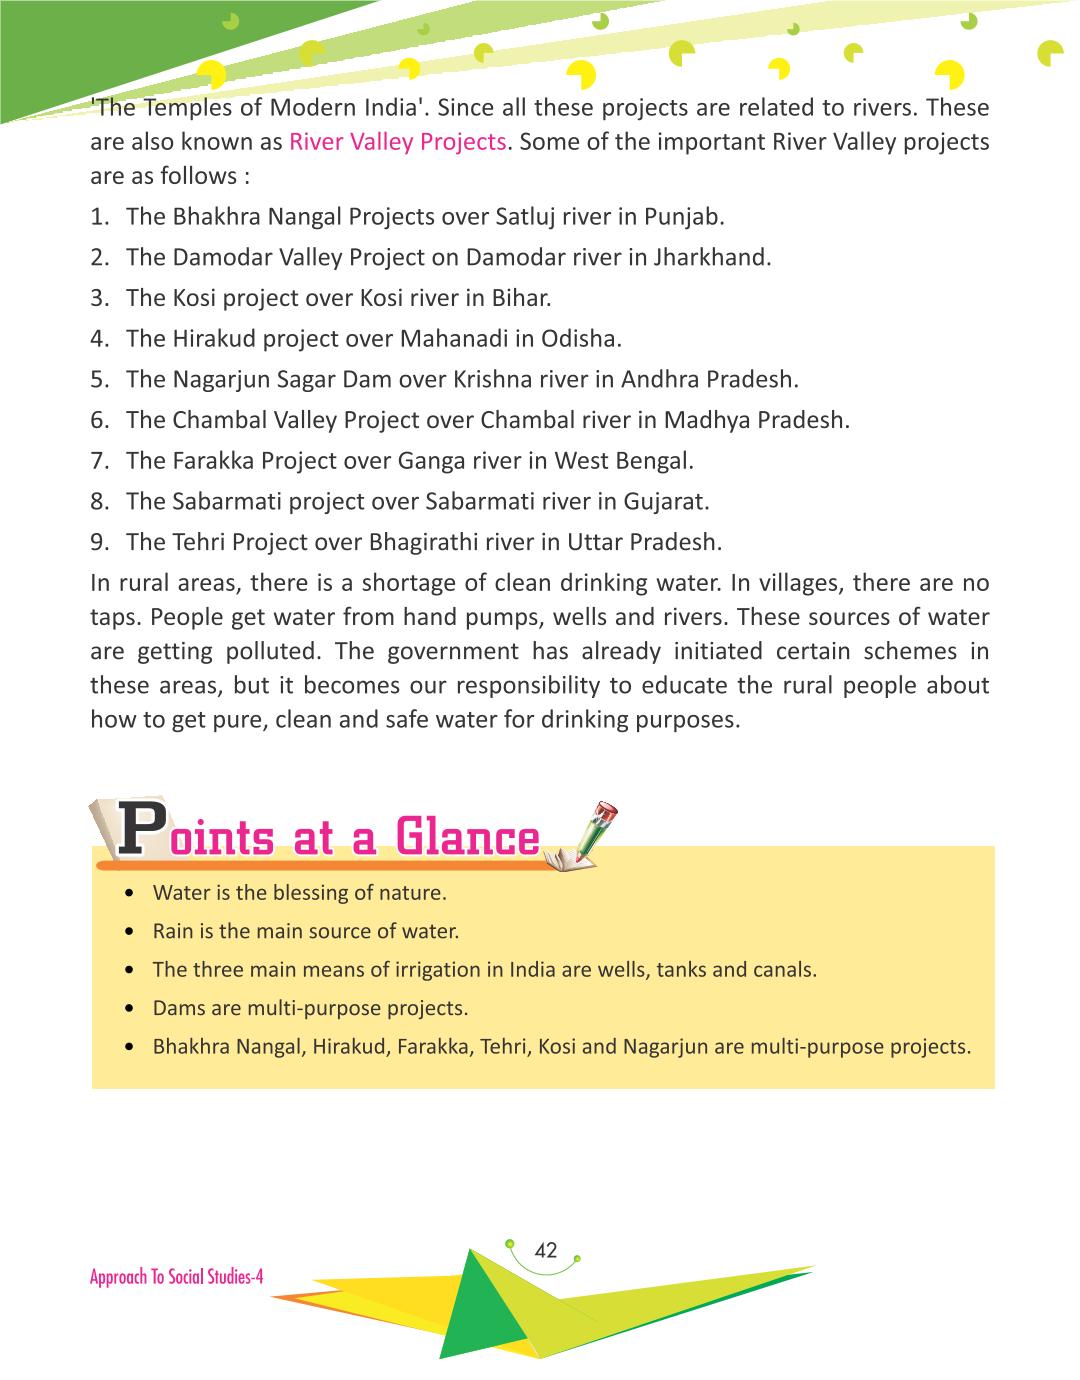 'The Temples of Modern India'. Since all these projects are related to rivers. These
are also known as River Valley Projects. Some of the important River Valley projects
are as follows :
1. The Bhakhra Nangal Projects over Satluj river in Punjab.
2. The Damodar Valley Project on Damodar river in Jharkhand.
3. The Kosi project over Kosi river in Bihar.
4. The Hirakud project over Mahanadi in Odisha.
5. The Nagarjun Sagar Dam over Krishna river in Andhra Pradesh.
6. The Chambal Valley Project over Chambal river in Madhya Pradesh.
7. The Farakka Project over Ganga river in West Bengal.
8. The Sabarmati project over Sabarmati river in Gujarat.
9. The Tehri Project over Bhagirathi river in Uttar Pradesh.
In rural areas, there is a shortage of clean drinking water. In villages, there are no
taps. People get water from hand pumps, wells and rivers. These sources of water
are getting polluted. The government has already initiated certain schemes in
these areas, but it becomes our responsibility to educate the rural people about
how to get pure, clean and safe water for drinking purposes.
Points at a Glance
• Water is the blessing of nature.
• Rain is the main source of water.
• The three main means of irrigation in India are wells, tanks and canals.
• Dams are multi-purpose projects.
• Bhakhra Nangal, Hirakud, Farakka, Tehri, Kosi and Nagarjun are multi-purpose projects.
42
Approach To Social Studies-4